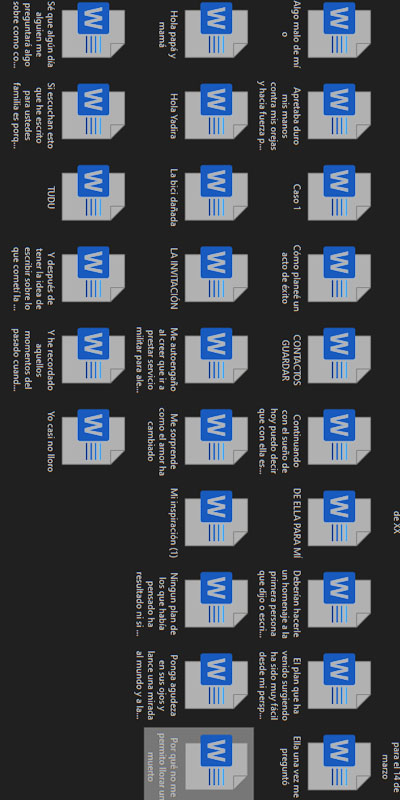 de XX
para el 14 de
marzo
Algo malo de mí
o
Apretaba duro
mis manos
contra mis orejas
y hacia fuerza p...
Caso 1
Cómo planeé un
acto de éxito
CONTACTOS
GUARDAR
Continuando
con el sueño de
hoy puedo decir
que con ella es...
DE ELLA PARA MÍ
Deberían hacerle
un homenaje a la
primera persona
que dijo o escri...
El plan que ha
venido surgiendo
ha sido muy fácil
desde mi persp...
Ella una vez me
preguntó
Hola papá y
mamá
Hola Yadira
La bici dañada
LA INVITACIÓN
Me autoengaño
al creer que ir a
prestar servicio
militar para ale...
Me sorprende
como el amor ha
cambiado
Mi inspiración (1)
Ningun plan de
los que había
pensado ha
resultado ni si ...
Ponga agudeza
en sus ojos y
lance una mirada
al mundo y a la...
Por qué no me
permito llorar un
muerto
Sé que algún día
alguien me
preguntará algo
sobre como co...
Si escuchan esto
que he escrito
para ustedes
familia es porq...
TUDU
Y después de
tener la idea de
escribir sobre lo
que cometí la ...
Y he recordado
aquellos
momentos del
pasado cuand...
Yo casi no lloro